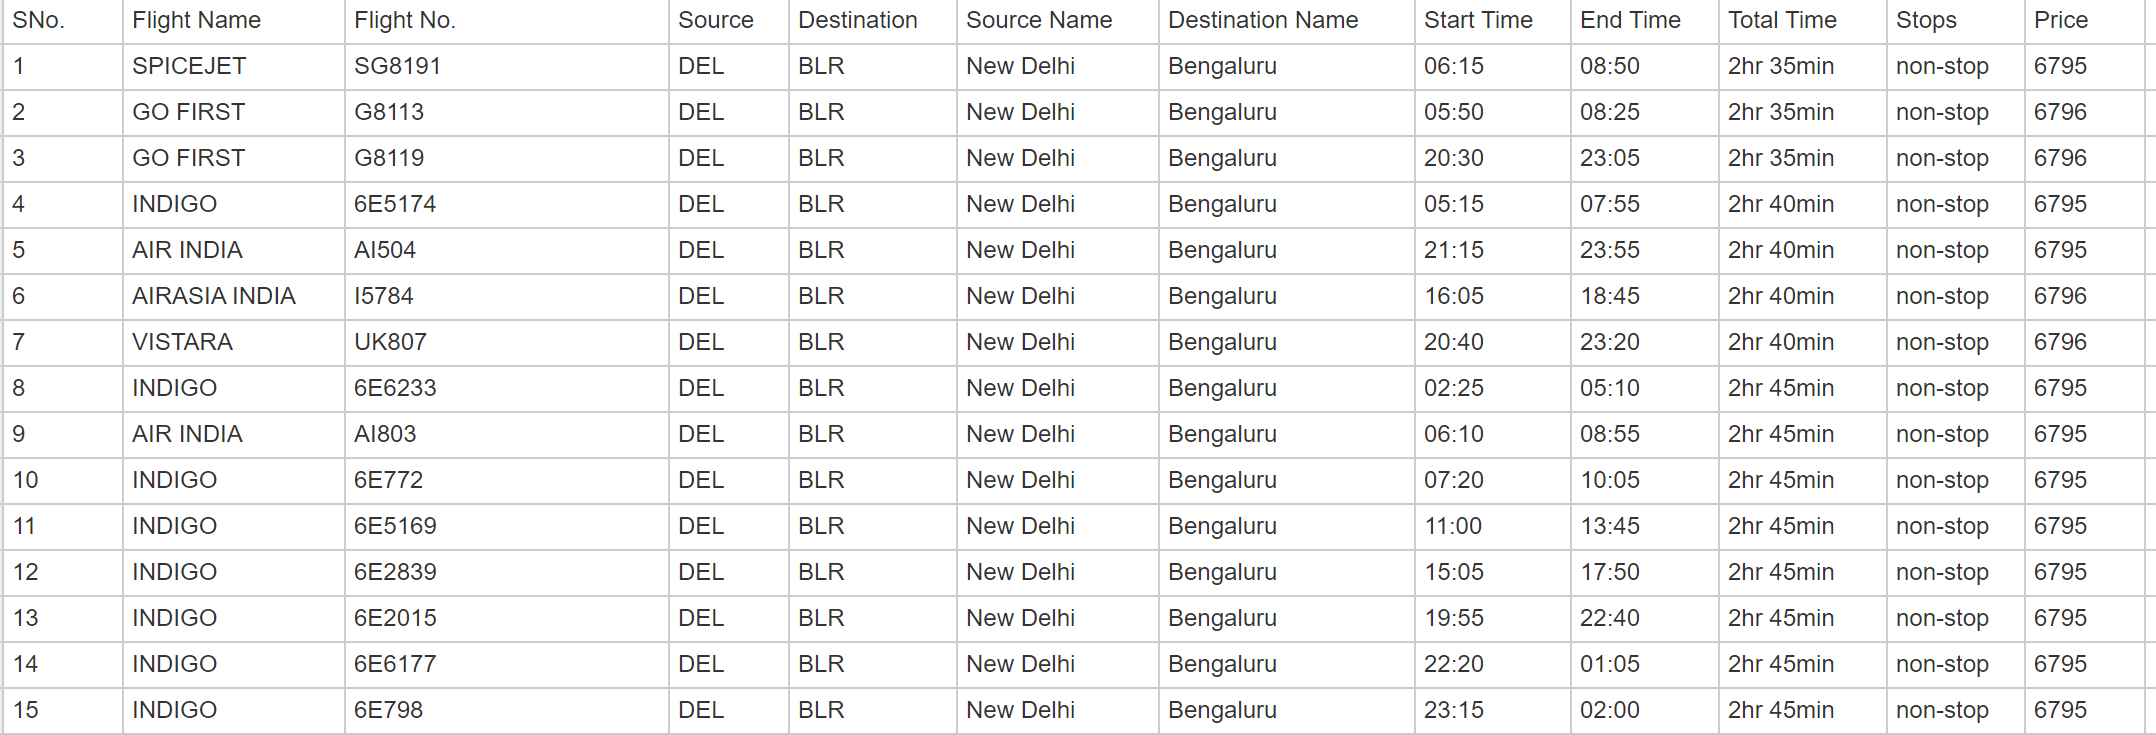 SNo. Flight Name Flight No. Source Destination Source Name Destination Name Start Time End Time Total Time Stops Price
1 SPICEJET SG8191 DEL BLR New Delhi Bengaluru 06:15 08:50 2hr 35min non-stop 6795
2 GO FIRST G8113 DEL BLR New Delhi Bengaluru 05:50 08:25 2hr 35min non-stop 6796
3 GO FIRST G8119 DEL BLR New Delhi Bengaluru 20:30 23:05 2hr 35min non-stop 6796
4 INDIGO 6E5174 DEL BLR New Delhi Bengaluru 05:15 07:55 2hr 40min non-stop 6795
5 AIR INDIA AI504 DEL BLR New Delhi Bengaluru 21:15 23:55 2hr 40min non-stop 6795
6 AIRASIA INDIA I5784 DEL BLR New Delhi Bengaluru 16:05 18:45 2hr 40min non-stop 6796
7 VISTARA UK807 DEL BLR New Delhi Bengaluru 20:40 23:20 2hr 40min non-stop 6796
8 INDIGO 6E6233 DEL BLR New Delhi Bengaluru 02:25 05:10 2hr 45min non-stop 6795
9 AIR INDIA AI803 DEL BLR New Delhi Bengaluru 06:10 08:55 2hr 45min non-stop 6795
10 INDIGO 6E772 DEL BLR New Delhi Bengaluru 07:20 10:05 2hr 45min non-stop 6795
11 INDIGO 6E5169 DEL BLR New Delhi Bengaluru 11:00 13:45 2hr 45min non-stop 6795
12 INDIGO 6E2839 DEL BLR New Delhi Bengaluru 15:05 17:50 2hr 45min non-stop 6795
13 INDIGO 6E2015 DEL BLR New Delhi Bengaluru 19:55 22:40 2hr 45min non-stop 6795
14 INDIGO 6E6177 DEL BLR New Delhi Bengaluru 22:20 01:05 2hr 45min non-stop 6795
15 INDIGO 6E798 DEL BLR New Delhi Bengaluru 23:15 02:00 2hr 45min non-stop 6795